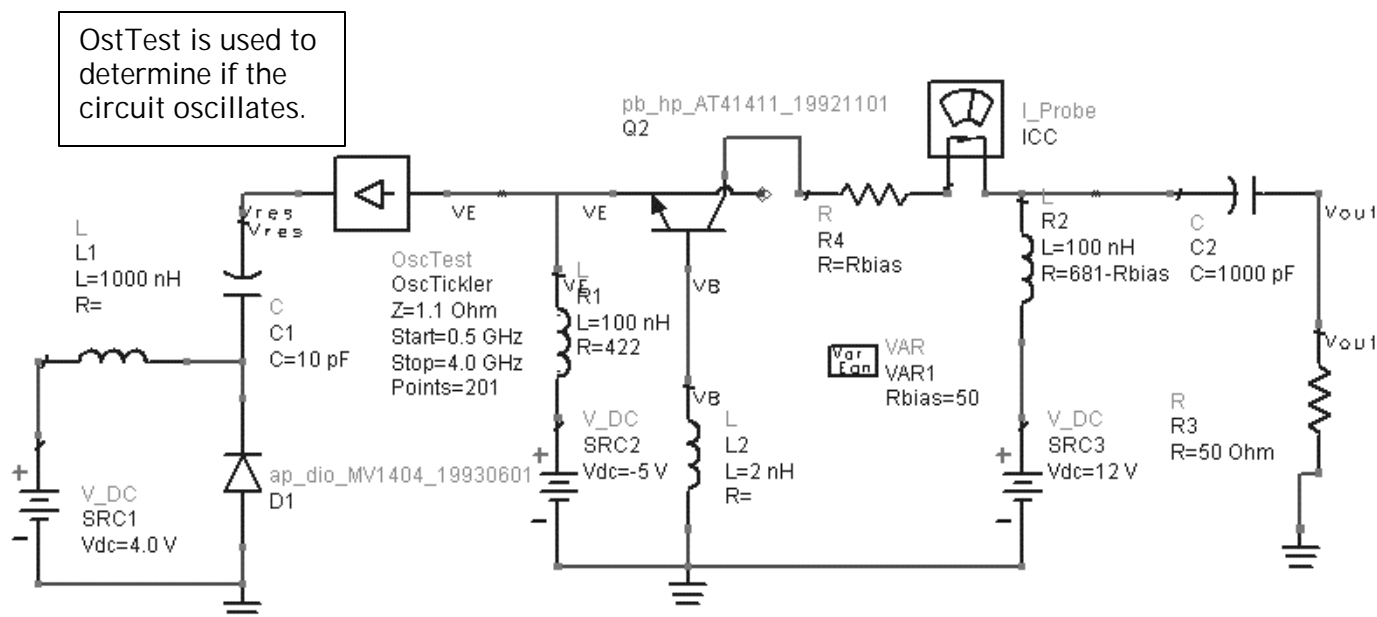 OstTest is used to
determine if the
circuit oscillates.
pb_hp_AT41411_19921101
Q2
I_Probe
ICC
Vres
Vres
VE
VE
VE
VB
VB
L
L1
L=1000 nH
R=
C
C1
C=10 pF
OscTest
OscTickler
Z=1.1 Ohm
Start=0.5 GHz
Stop=4.0 GHz
Points=201
L
R1
L=100 nH
R=422
R
R4
R=Rbias
L
R2
L=100 nH
R=681-Rbias
C
C2
C=1000 pF
Vout
Vout
Var
Eqn
VAR
VAR1
Rbias=50
R
R3
R=50 Ohm
+
V_DC
SRC1
Vdc=4.0 V
-
ap_dio_MV1404_19930601
D1
+
V_DC
SRC2
Vdc=-5 V
-
L
L2
L=2 nH
R=
+
V_DC
SRC3
Vdc=12 V
-